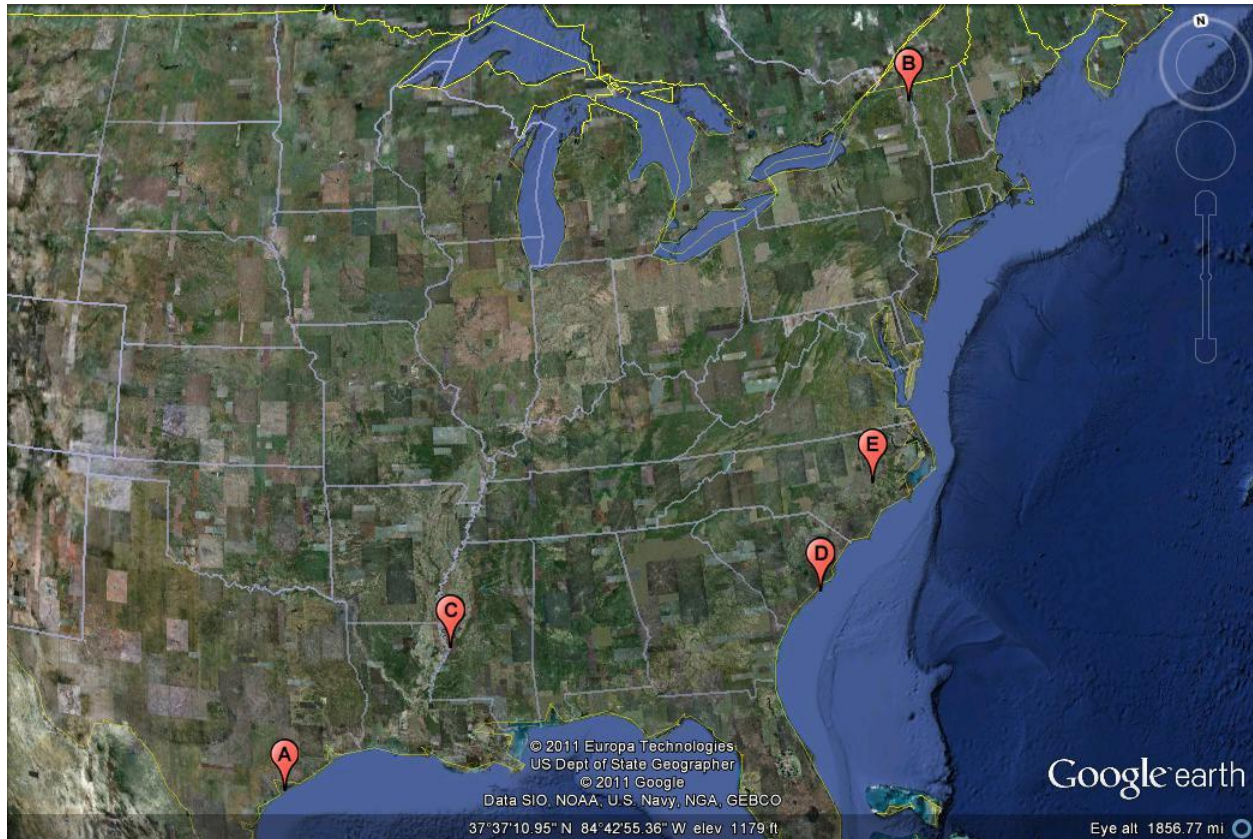 N
B
E
D
C
A
© 2011 Europa Technologies
US Dept of State Geographer
© 2011 Google
Data SIO, NOAA, U.S. Navy, NGA, GEBCO
Google earth
37°37'10.95" N 84°42'55.36" W elev 1179 ft
Eye alt 1856.77 mi